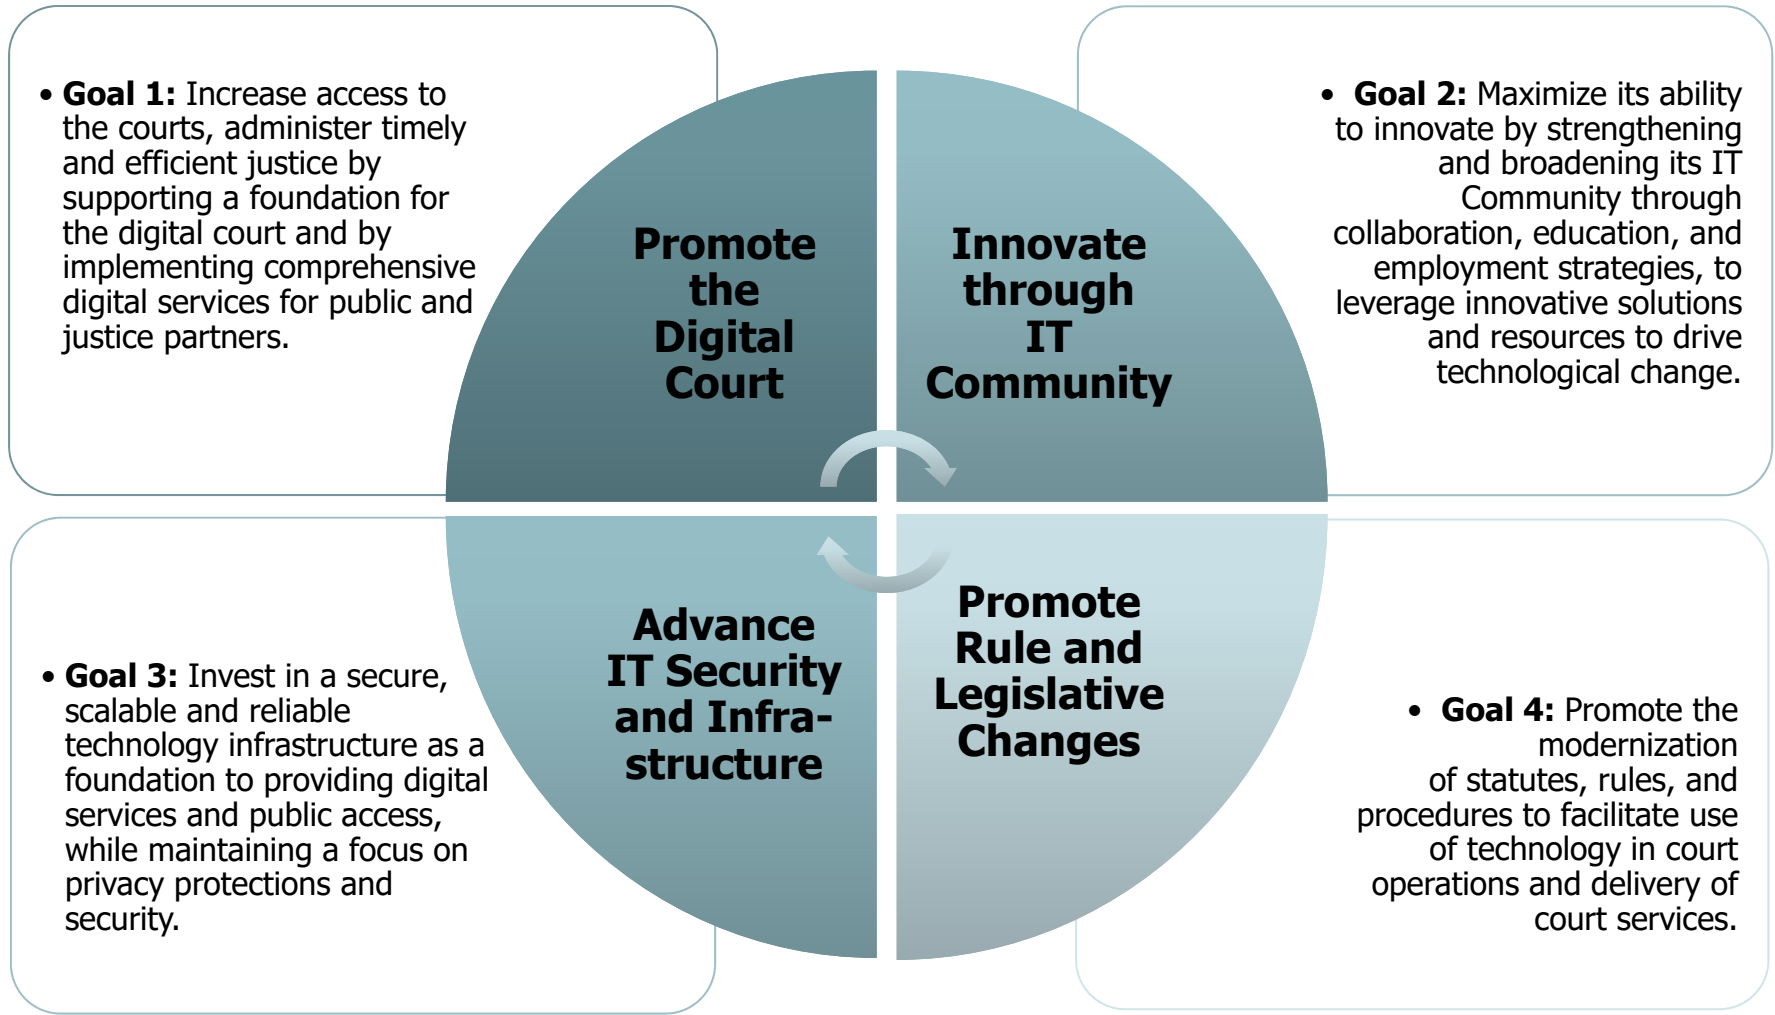 • Goal 1: Increase access to
the courts, administer timely
and efficient justice by
supporting a foundation for
the digital court and by
implementing comprehensive
digital services for public and
justice partners.
Promote
the
Digital
Court
Innovate
through
IT
Community
• Goal 2: Maximize its ability
to innovate by strengthening
and broadening its IT
Community through
collaboration, education, and
employment strategies, to
leverage innovative solutions
and resources to drive
technological change.
• Goal 3: Invest in a secure,
scalable and reliable
technology infrastructure as a
foundation to providing digital
services and public access,
while maintaining a focus on
privacy protections and
security.
Advance
IT Security
and Infra-
structure
Promote
Rule and
Legislative
Changes
• Goal 4: Promote the
modernization
of statutes, rules, and
procedures to facilitate use
of technology in court
operations and delivery of
court services.